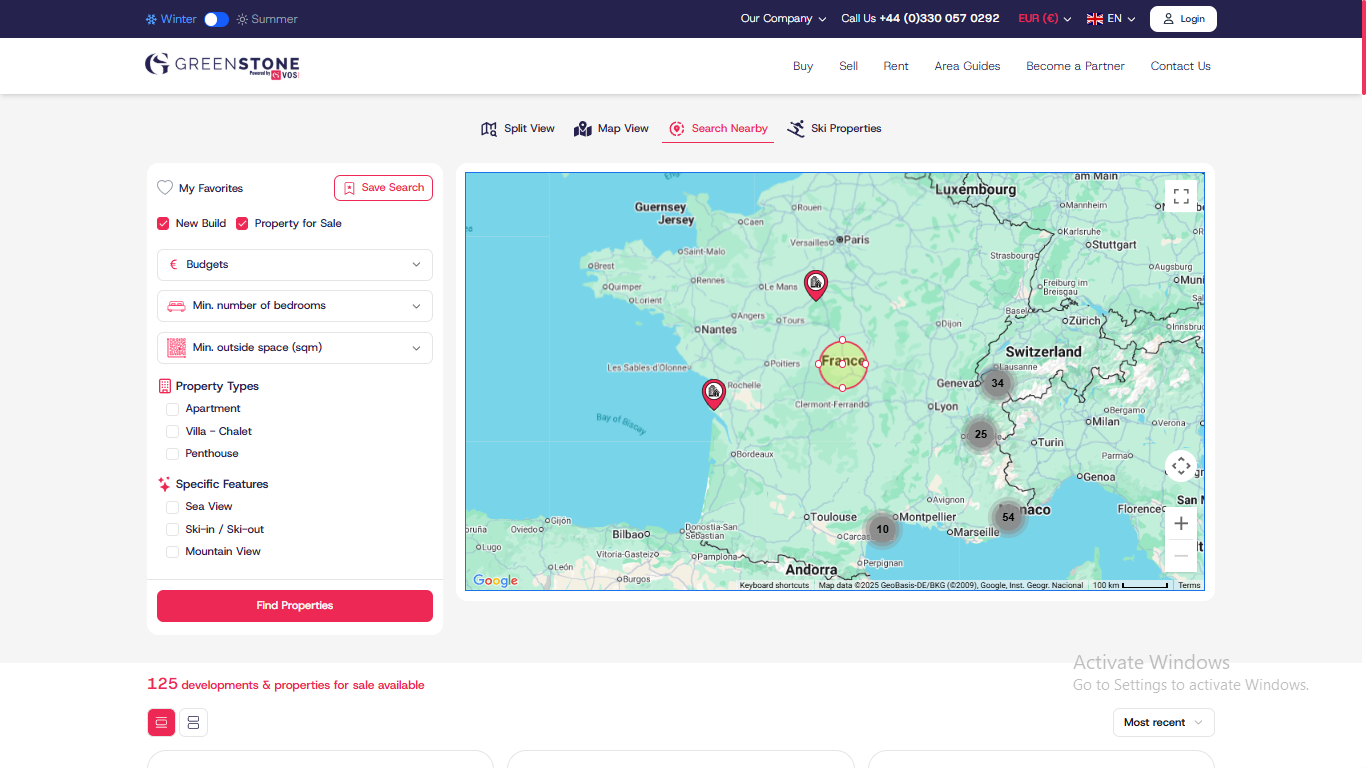 Winter Summer
Our Company Call Us +44 (0)330 057 0292 EUR (€) EN Login
GREENSTONE
Powered by VOS
Buy Sell Rent Area Guides Become a Partner Contact Us
Split View Map View Search Nearby Ski Properties
My Favorites Save Search
New Build Property for Sale
€ Budgets
Min. number of bedrooms
Min. outside space (sqm)
Property Types
Apartment
Villa - Chalet
Penthouse
Specific Features
Sea View
Ski-in / Ski-out
Mountain View
Find Properties
Luxembourg
am Main
Guernsey
Jersey
Rouen
Mannheim
Caen
Karlsruhe
Versailles Paris
Stuttgart
Saint-Malo
Strasbourg
Brest
Augsburg
Rennes
Quimper
Le Mans
Freiburg im
Breisgau
Lorient
Basel
Angers
Tours
Zürich
Nantes
Dijon
Innsbru
Switzerland
France
Les Sables-d'Olonne
Poitiers
Lausanne
Rochelle
Geneva
34
Clermont-Ferrand
Lyon
Bergamo
Bay of Biscay
Milan
Verona
25
Turin
Bordeaux
Parma
Genoa
Avignon
San M
Florence
Toulouse
Montpellier
54
naco
Gijón
Oviedo
10
Donostia-San
Sebastian
Bilbao
Marseille
Carcas
Lugo
Vitoria-Gasteiz
Pamplona
Perpignan
León
Andorra
Burgos
Google
Keyboard shortcuts Map data ©2025 GeoBasis-DE/BKG (©2009), Google, Inst. Geogr. Nacional 100 km Terms
125 developments & properties for sale available
Activate Windows
Go to Settings to activate Windows.
Most recent